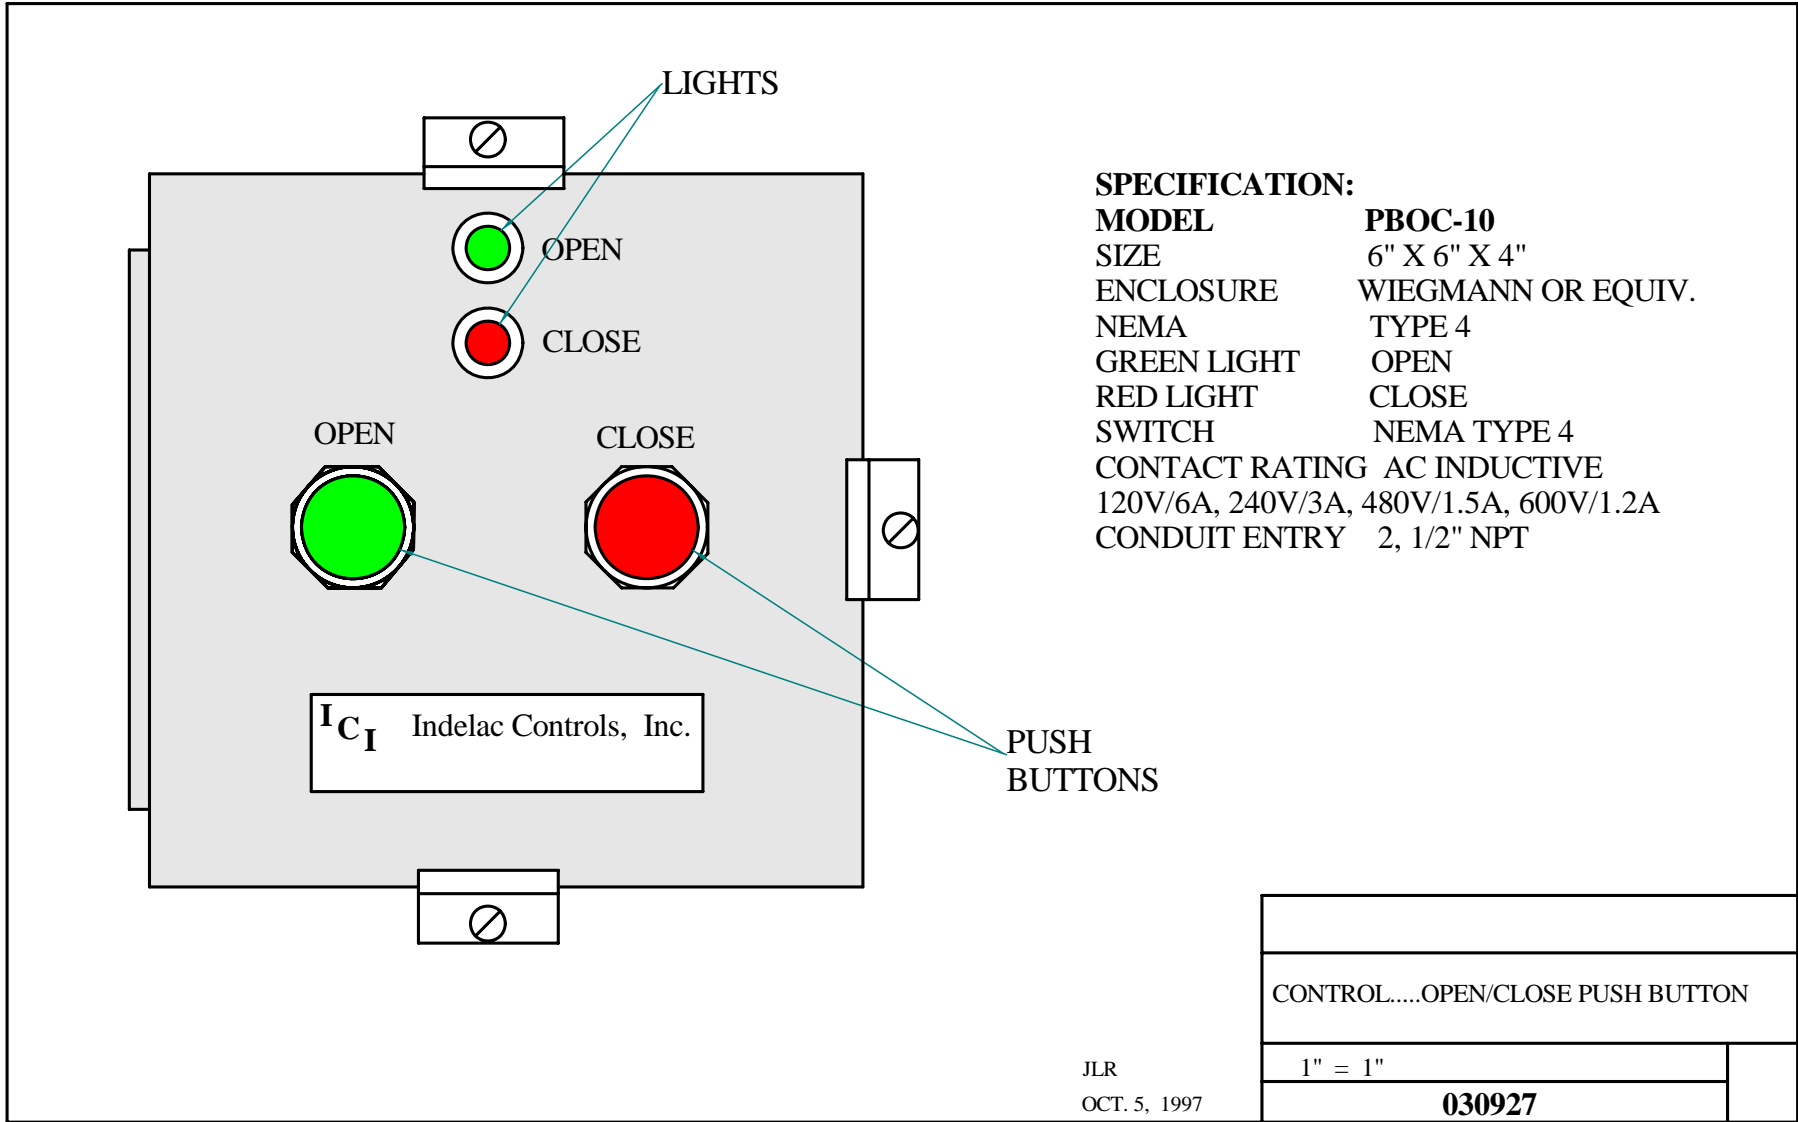 LIGHTS
OPEN
CLOSE
OPEN CLOSE
ICI Indelac Controls, Inc.
PUSH
BUTTONS
SPECIFICATION:
MODEL PBOC-10
SIZE 6" X 6" X 4"
ENCLOSURE WIEGMANN OR EQUIV.
NEMA TYPE 4
GREEN LIGHT OPEN
RED LIGHT CLOSE
SWITCH NEMA TYPE 4
CONTACT RATING AC INDUCTIVE
120V/6A, 240V/3A, 480V/1.5A, 600V/1.2A
CONDUIT ENTRY 2, 1/2" NPT
CONTROL.....OPEN/CLOSE PUSH BUTTON
JLR
1" = 1"
OCT. 5, 1997
030927